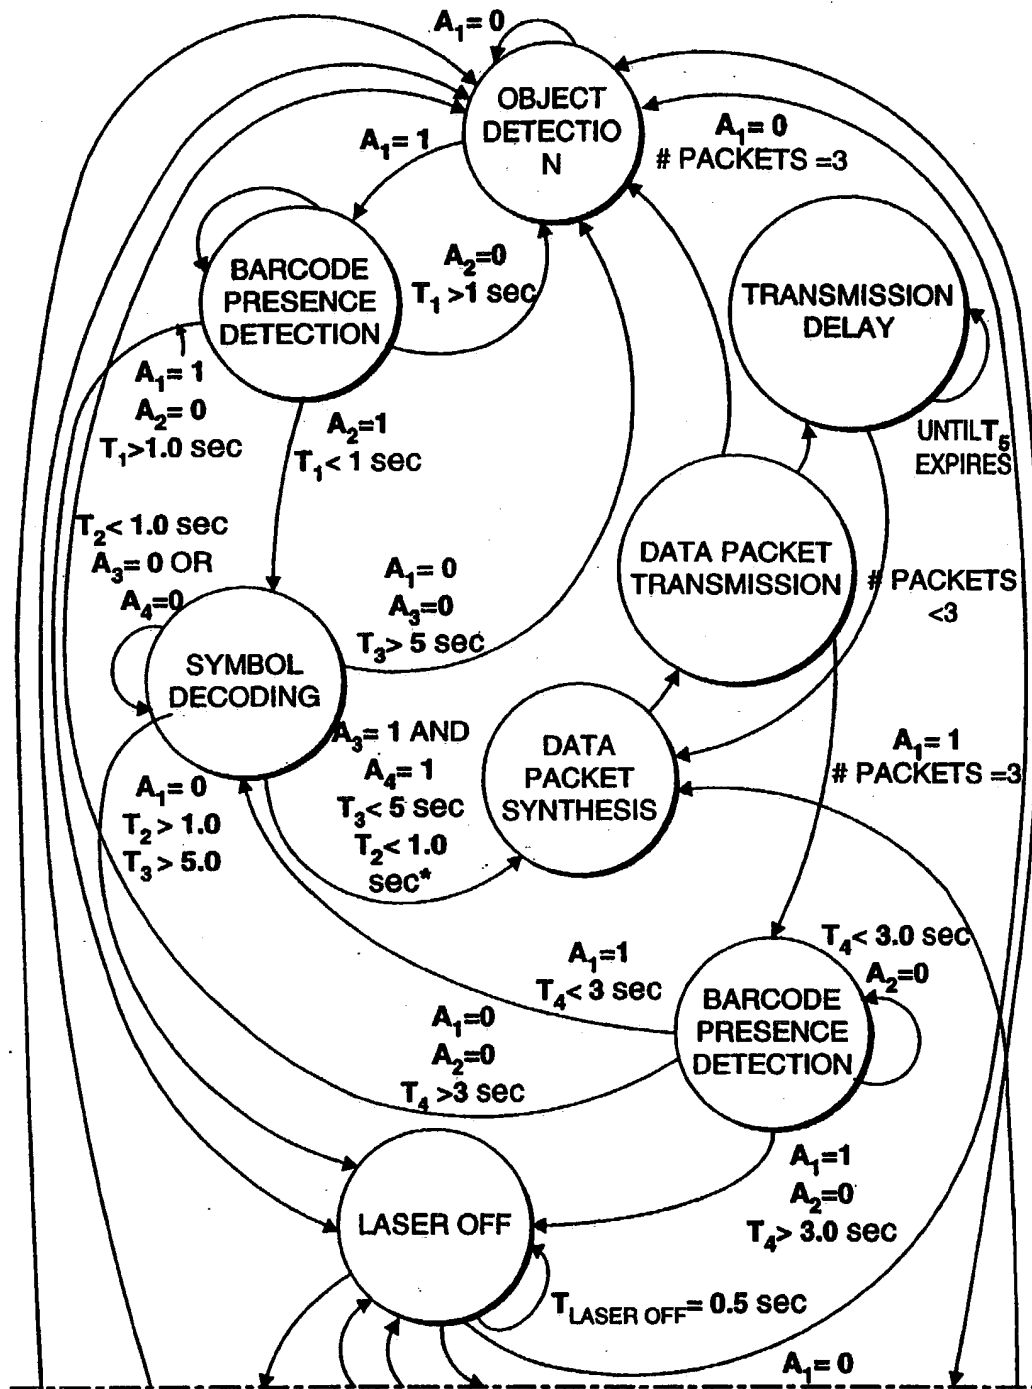 A1= 0
OBJECT
DETECTIO
N
A1= 1
A1= 0
# PACKETS =3
BARCODE
PRESENCE
DETECTION
A2=0
T1 >1 sec
TRANSMISSION
DELAY
A1= 1
A2= 0
T1>1.0 sec
A2=1
T1< 1 sec
UNTIL T5
EXPIRES
T2< 1.0 sec
A3= 0 OR
A4=0
A1= 0
A3=0
T3> 5 sec
DATA PACKET
TRANSMISSION
# PACKETS
<3
SYMBOL
DECODING
A3= 1 AND
A4= 1
T3< 5 sec
T2< 1.0
sec*
DATA
PACKET
SYNTHESIS
A1= 1
# PACKETS =3
A1= 0
T2> 1.0
T3> 5.0
T4< 3.0 sec
A2=0
A1=1
T4< 3 sec
BARCODE
PRESENCE
DETECTION
A1=0
A2=0
T4 >3 sec
A1=1
A2=0
T4> 3.0 sec
LASER OFF
TLASER OFF= 0.5 sec
A1= 0